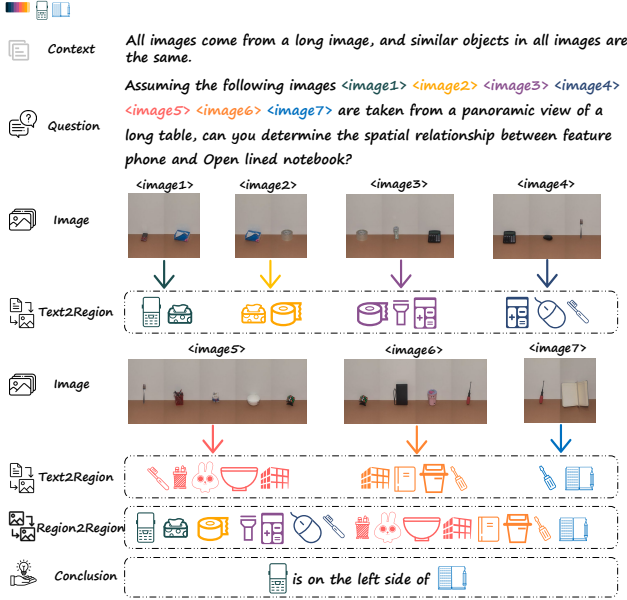 Context
All images come from a long image, and similar objects in all images are
the same.
Question
Assuming the following images <image1> <image2> <image3> <image4>
<image5> <image6> <image7> are taken from a panoramic view of a
long table, can you determine the spatial relationship between feature
phone and Open lined notebook?
<image1> <image2> <image3> <image4>
Image
Text2Region
<image5> <image6> <image7>
Image
Text2Region
Region2Region
Conclusion
is on the left side of